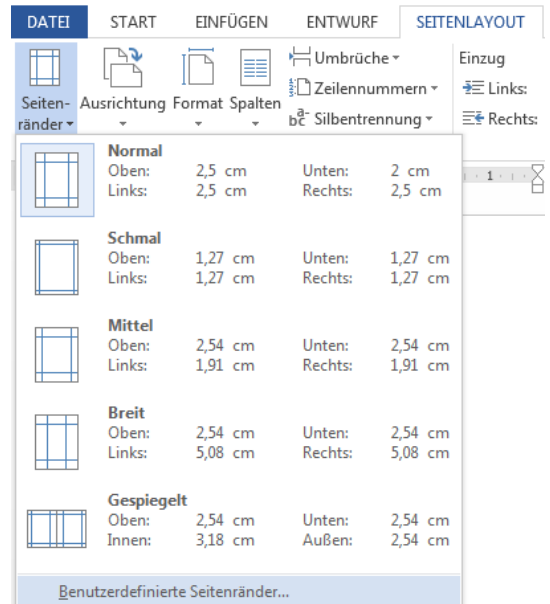 DATEI START EINFÜGEN ENTWURF SEITENLAYOUT
Umbrüche Einzug
Zeilennummern Links:
Seiten- Ausrichtung Format Spalten
ränder bc Silbentrennung Rechts:
1
Normal
Oben: 2,5 cm Unten: 2 cm
Links: 2,5 cm Rechts: 2,5 cm
Schmal
Oben: 1,27 cm Unten: 1,27 cm
Links: 1,27 cm Rechts: 1,27 cm
Mittel
Oben: 2,54 cm Unten: 2,54 cm
Links: 1,91 cm Rechts: 1,91 cm
Breit
Oben: 2,54 cm Unten: 2,54 cm
Links: 5,08 cm Rechts: 5,08 cm
Gespiegelt
Oben: 2,54 cm Unten: 2,54 cm
Innen: 3,18 cm Außen: 2,54 cm
Benutzerdefinierte Seitenränder...